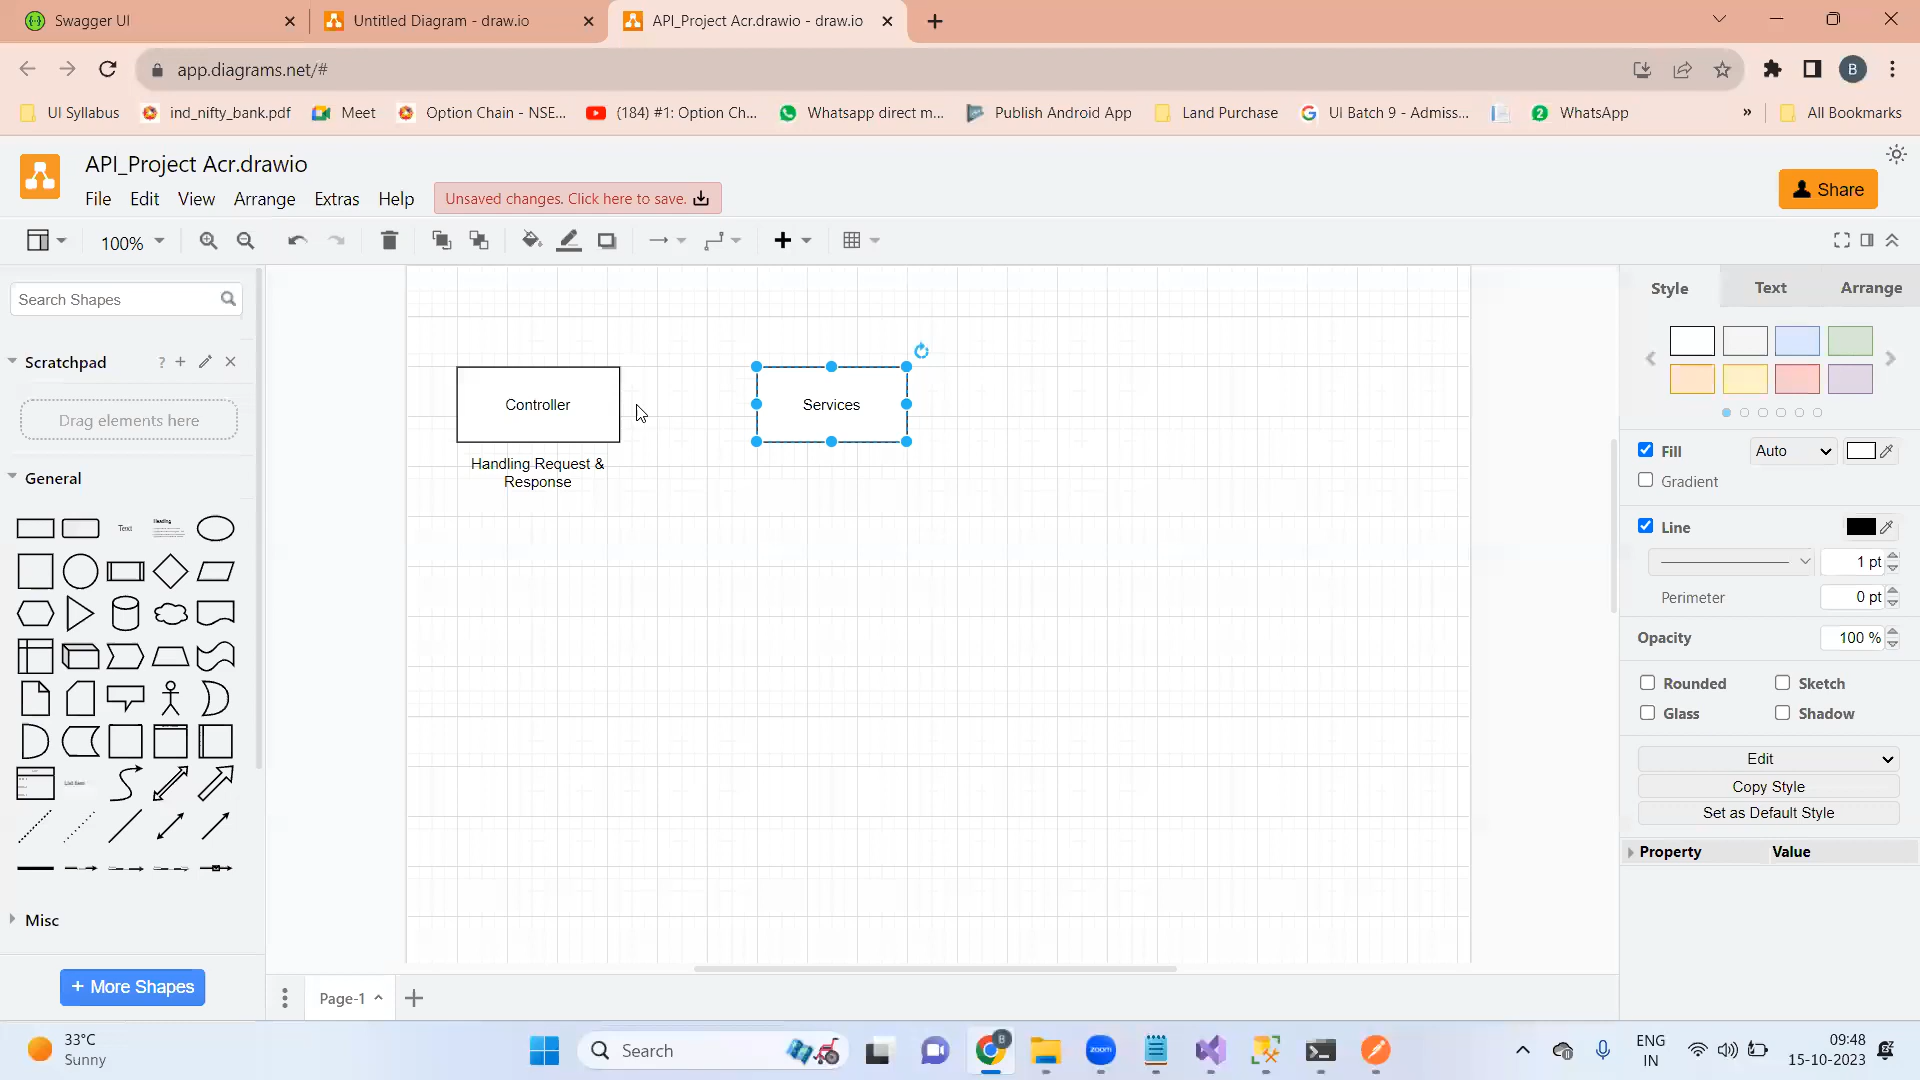 Swagger UI
Untitled Diagram - draw.io
API_Project Acr.drawio - draw.io
app.diagrams.net/#
B
UI Syllabus
ind_nifty_bank.pdf
Meet
Option Chain - NSE...
(184) #1: Option Ch...
Whatsapp direct m...
Publish Android App
Land Purchase
UI Batch 9 - Admiss...
2 WhatsApp
»
All Bookmarks
API_Project Acr.drawio
File Edit View Arrange Extras Help
Unsaved changes. Click here to save.
Share
100%
Search Shapes
Scratchpad
?
Drag elements here
General
Text
Heading
List Item
Misc
+ More Shapes
Controller
Handling Request &
Response
Services
Page-1
Style Text Arrange
Fill Auto
Gradient
Line
1 pt
Perimeter 0 pt
Opacity 100 %
Rounded Sketch
Glass Shadow
Edit
Copy Style
Set as Default Style
Property Value
33°C
Sunny
Search
B
zoom
ENG
IN
09:48
15-10-2023